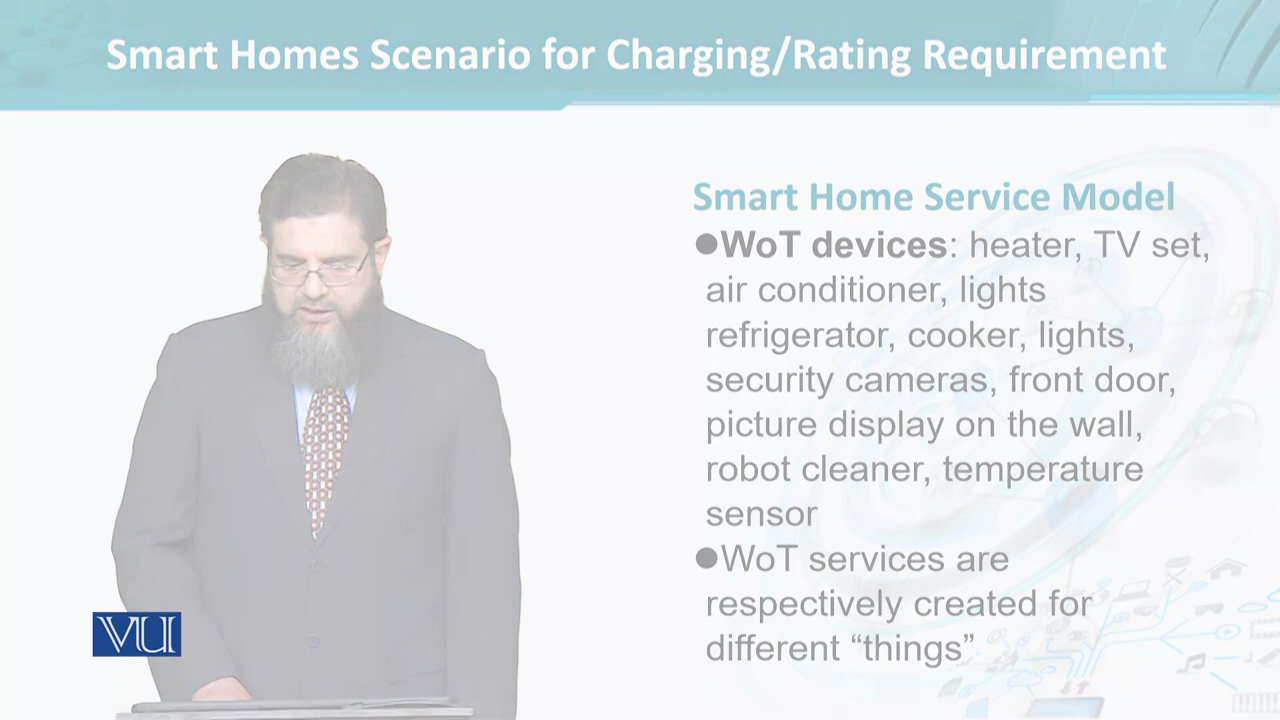 Smart Homes Scenario for Charging/Rating Requirement
Smart Home Service Model
●WoT devices: heater, TV set,
air conditioner, lights
refrigerator, cooker, lights,
security cameras, front door,
picture display on the wall,
robot cleaner, temperature
sensor
●WoT services are
respectively created for
different “things”
VU